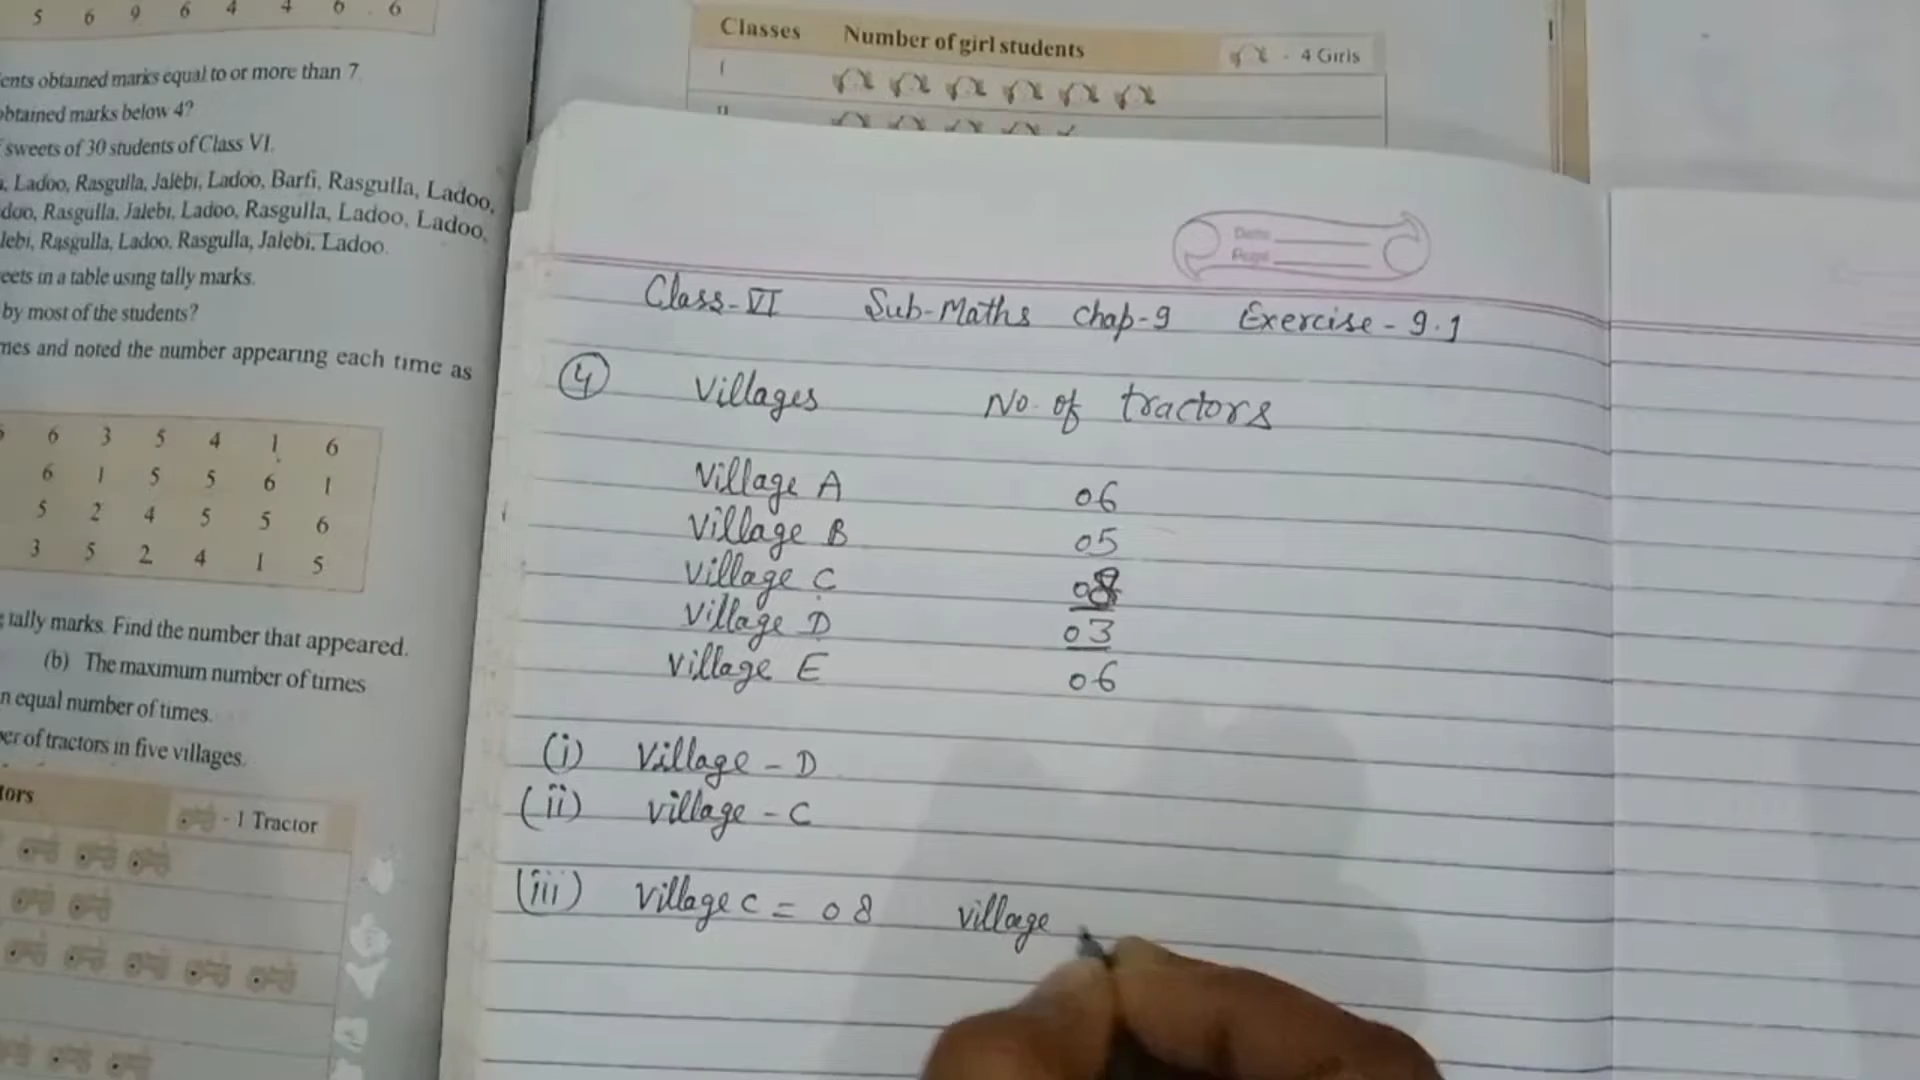 5 6 9 6 4 4 6 6
ents obtained marks equal to or more than 7
obtained marks below 4?
sweets of 30 students of Class VI.
Ladoo, Rasgulla, Jalebi, Ladoo, Barfi, Rasgulla, Ladoo,
doo, Rasgulla, Jalebi, Ladoo, Rasgulla, Ladoo, Ladoo,
lebi, Rasgulla, Ladoo, Rasgulla, Jalebi, Ladoo.
eets in a table using tally marks.
by most of the students?
mes and noted the number appearing each time as
6 3 5 4 1 6
6 1 5 5 6 1
5 2 4 5 5 6
3 5 2 4 1 5
tally marks. Find the number that appeared.
(b) The maximum number of times
n equal number of times.
er of tractors in five villages.
tors - 1 Tractor
Classes Number of girl students - 4 Girls
I
II
Date
Page
Class-VI Sub-Maths Chap-9 Exercise-9.1
4 Villages No. of tractors
Village A 06
Village B 05
Village C 08
Village D 03
Village E 06
(i) Village-D
(ii) Village-C
(iii) Village C = 08 Village